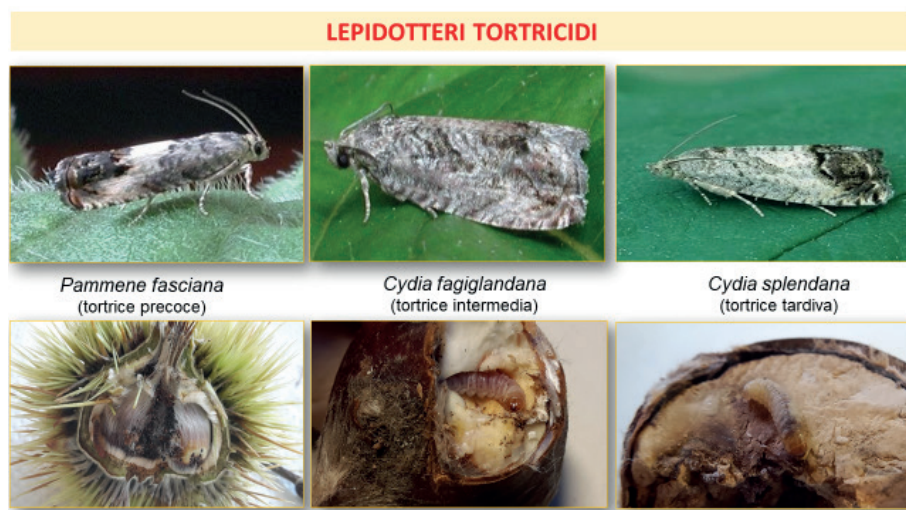 LEPIDOTTERI TORTRICIDI
Pammene fasciana
(tortrice precoce)
Cydia fagiglandana
(tortrice intermedia)
Cydia splendana
(tortrice tardiva)